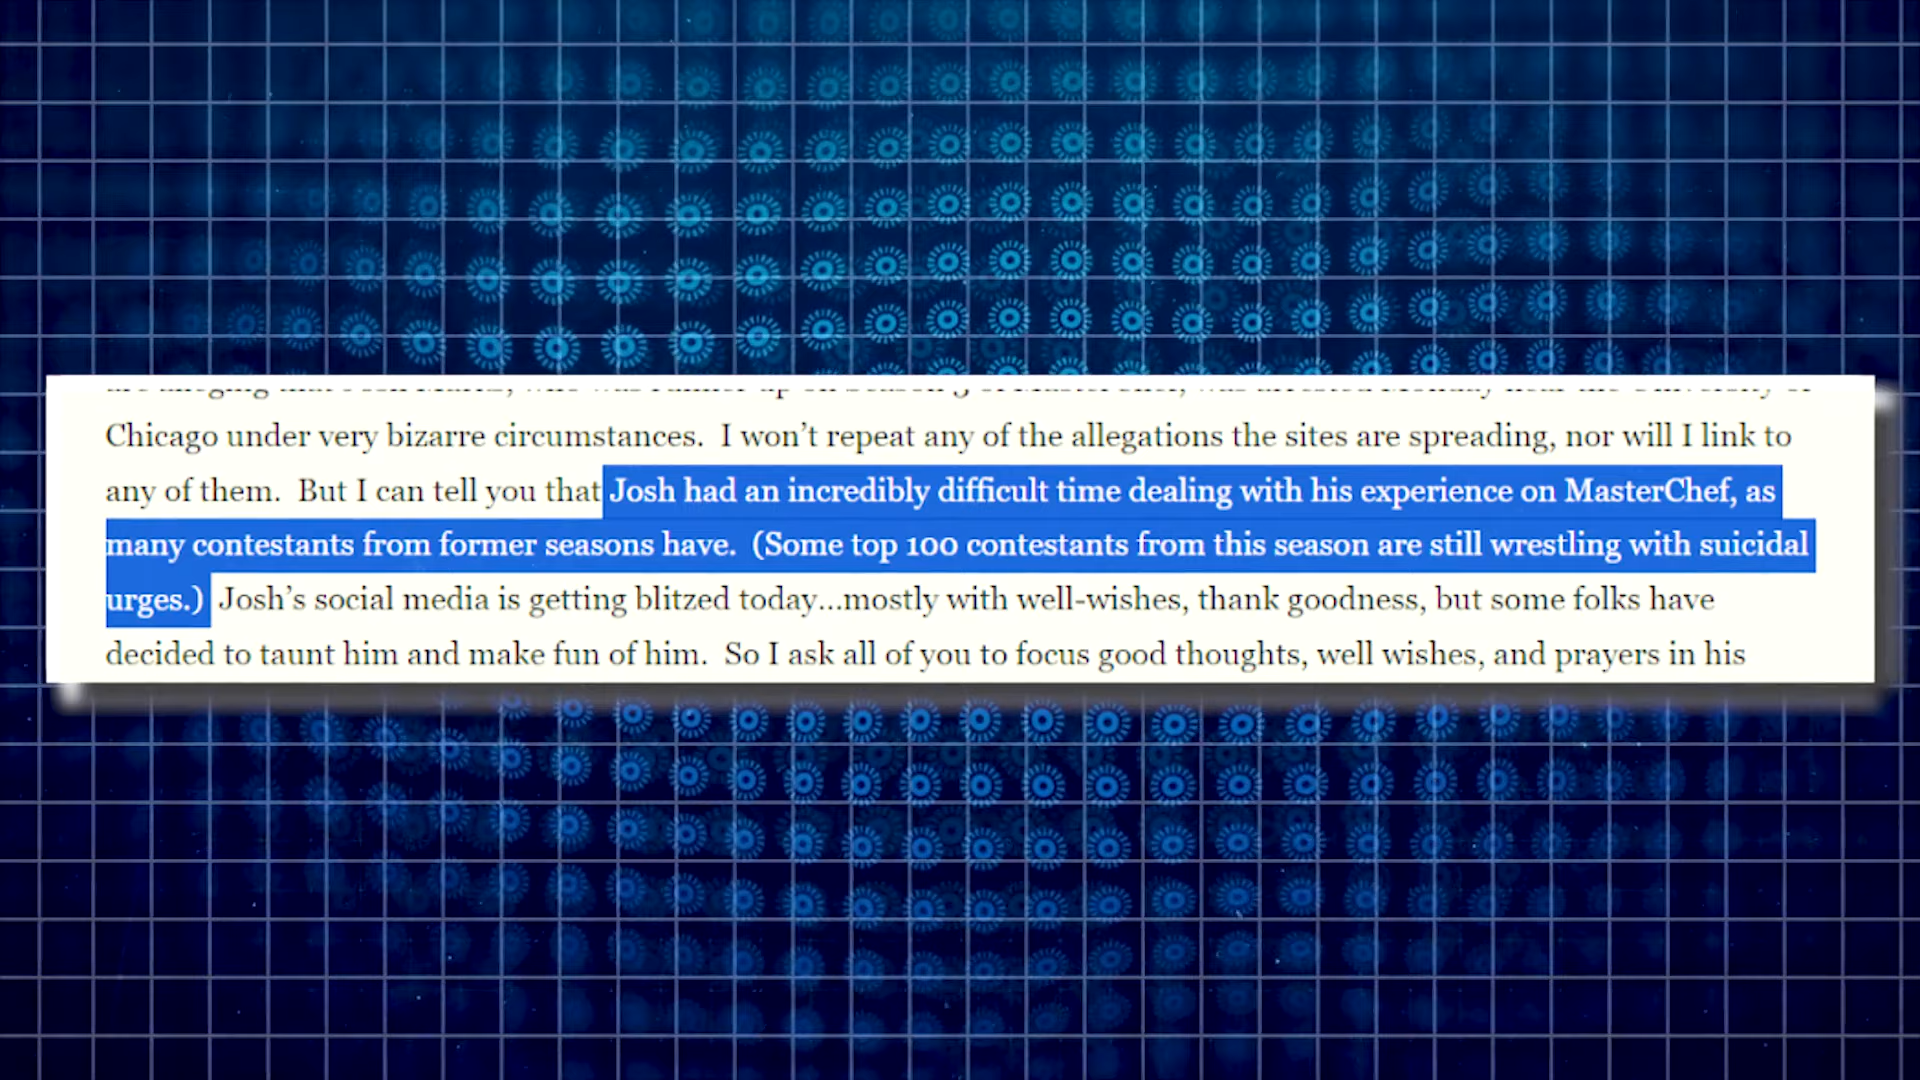 Chicago under very bizarre circumstances.  I won't repeat any of the allegations the sites are spreading, nor will I link to
any of them.  But I can tell you that Josh had an incredibly difficult time dealing with his experience on MasterChef, as
many contestants from former seasons have.  (Some top 100 contestants from this season are still wrestling with suicidal
urges.)  Josh's social media is getting blitzed today...mostly with well-wishes, thank goodness, but some folks have
decided to taunt him and make fun of him.  So I ask all of you to focus good thoughts, well wishes, and prayers in his